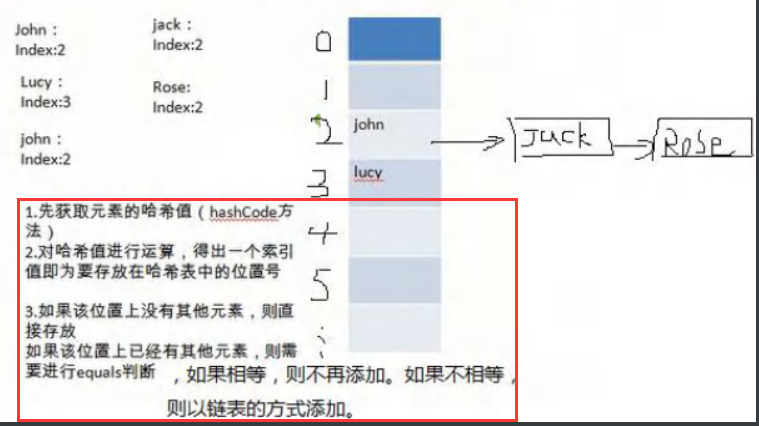 John：
Index:2
jack：
Index:2
Lucy：
Index:3
Rose:
Index:2
john：
Index:2
0
1
2
john
Jack
Rose
3
lucy
4
5
1.先获取元素的哈希值（hashCode方
法）
2.对哈希值进行运算，得出一个索引
值即为要存放在哈希表中的位置号
3.如果该位置上没有其他元素，则直
接存放
如果该位置上已经有其他元素，则需
要进行equals判断 ，如果相等，则不再添加。如果不相等，
则以链表的方式添加。